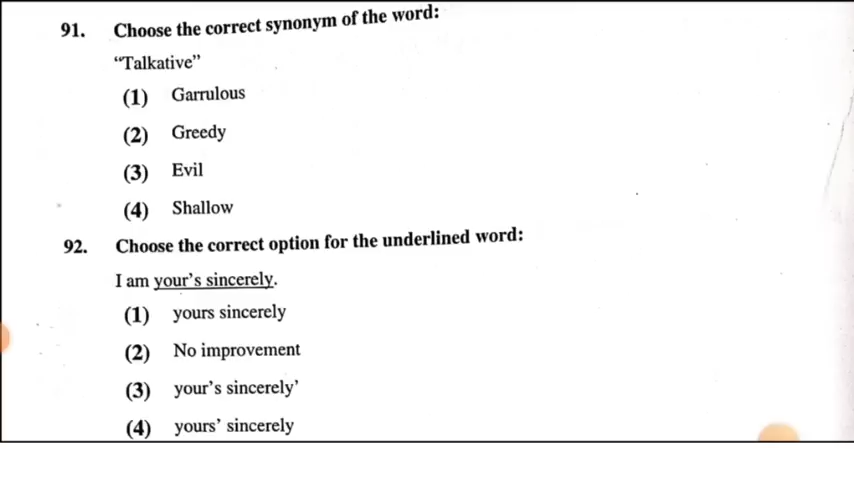 91. Choose the correct synonym of the word:
“Talkative”
(1) Garrulous
(2) Greedy
(3) Evil
(4) Shallow
92. Choose the correct option for the underlined word:
I am your’s sincerely.
(1) yours sincerely
(2) No improvement
(3) your’s sincerely’
(4) yours’ sincerely